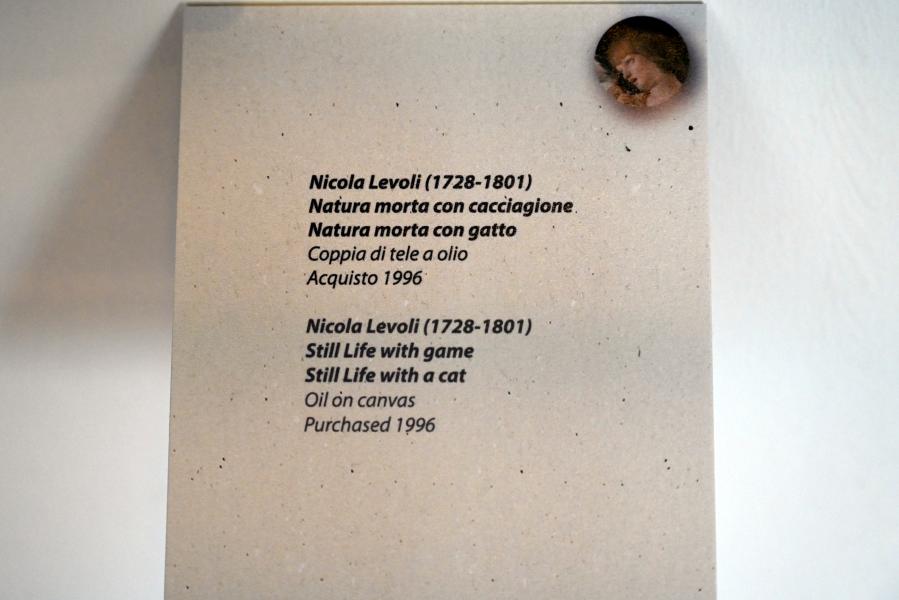 Nicola Levoli (1728-1801)
Natura morta con cacciagione
Natura morta con gatto
Coppia di tele a olio
Acquisto 1996
Nicola Levoli (1728-1801)
Still Life with game
Still Life with a cat
Oil on canvas
Purchased 1996